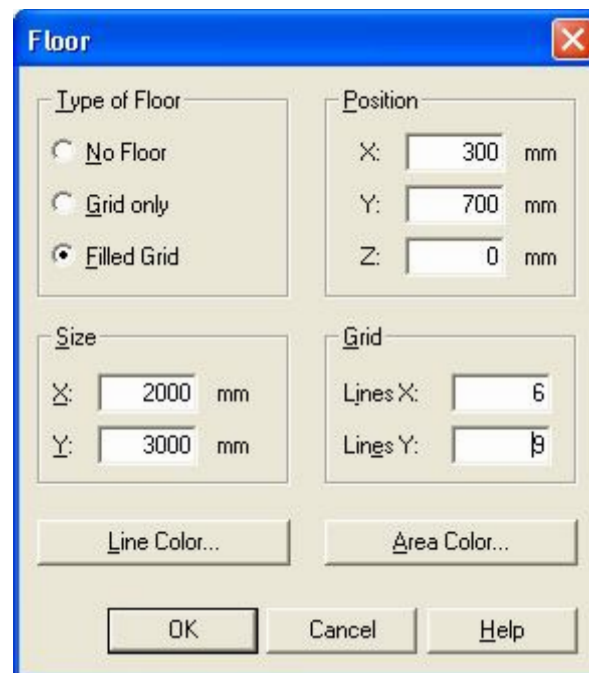 Floor
Type of Floor
No Floor
Grid only
Filled Grid
Position
X: 300 mm
Y: 700 mm
Z: 0 mm
Size
X: 2000 mm
Y: 3000 mm
Grid
Lines X: 6
Lines Y: 9
Line Color...
Area Color...
OK
Cancel
Help